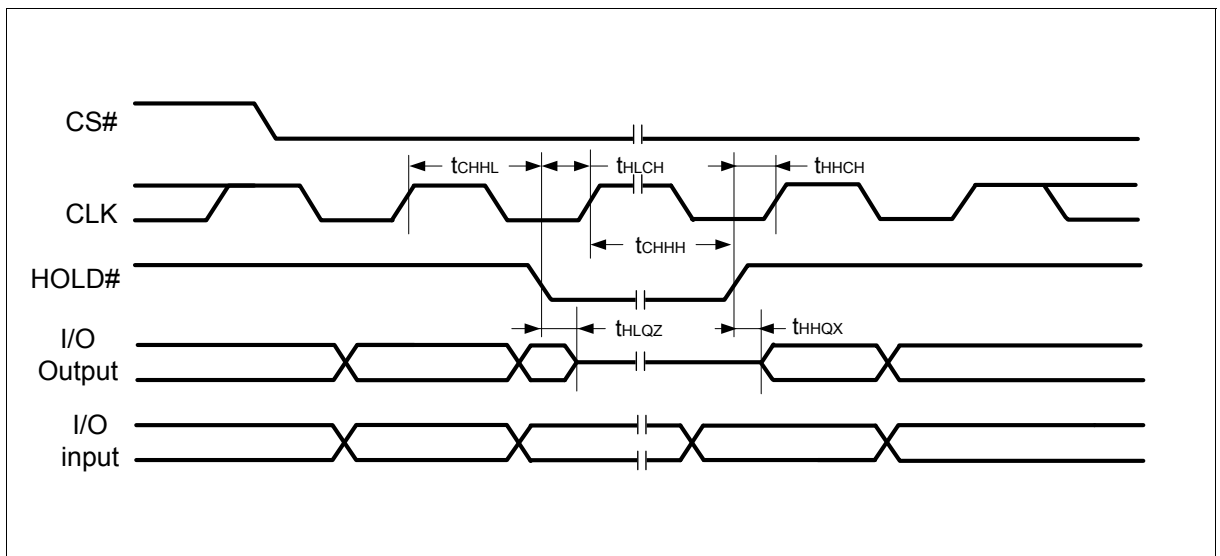 CS#
tCHHL
tHLCH
tHHCH
CLK
tCHHH
HOLD#
tHLQZ
tHHQX
I/O
Output
I/O
input